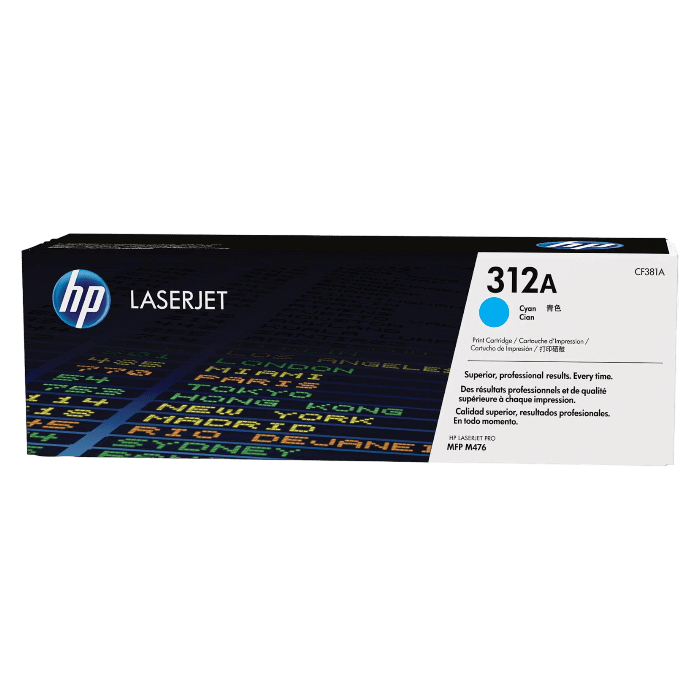 hp
LASERJET
ANGELES
LONDON
MIAMI
PARIS
TOKYO
HONG KONG
NEW YORK
MADRID
RIO DE JANEI
SYDNEY
312A
CF381A
Cyan 青色
Cian
Print Cartridge / Cartouche d'Impression /
Cartucho de Impresión / 打印硒鼓
Superior, professional results. Every time.
Des résultats professionnels et de qualité
supérieure à chaque impression.
Calidad superior, resultados profesionales.
En todo momento.
HP LASERJET PRO
MFP M476